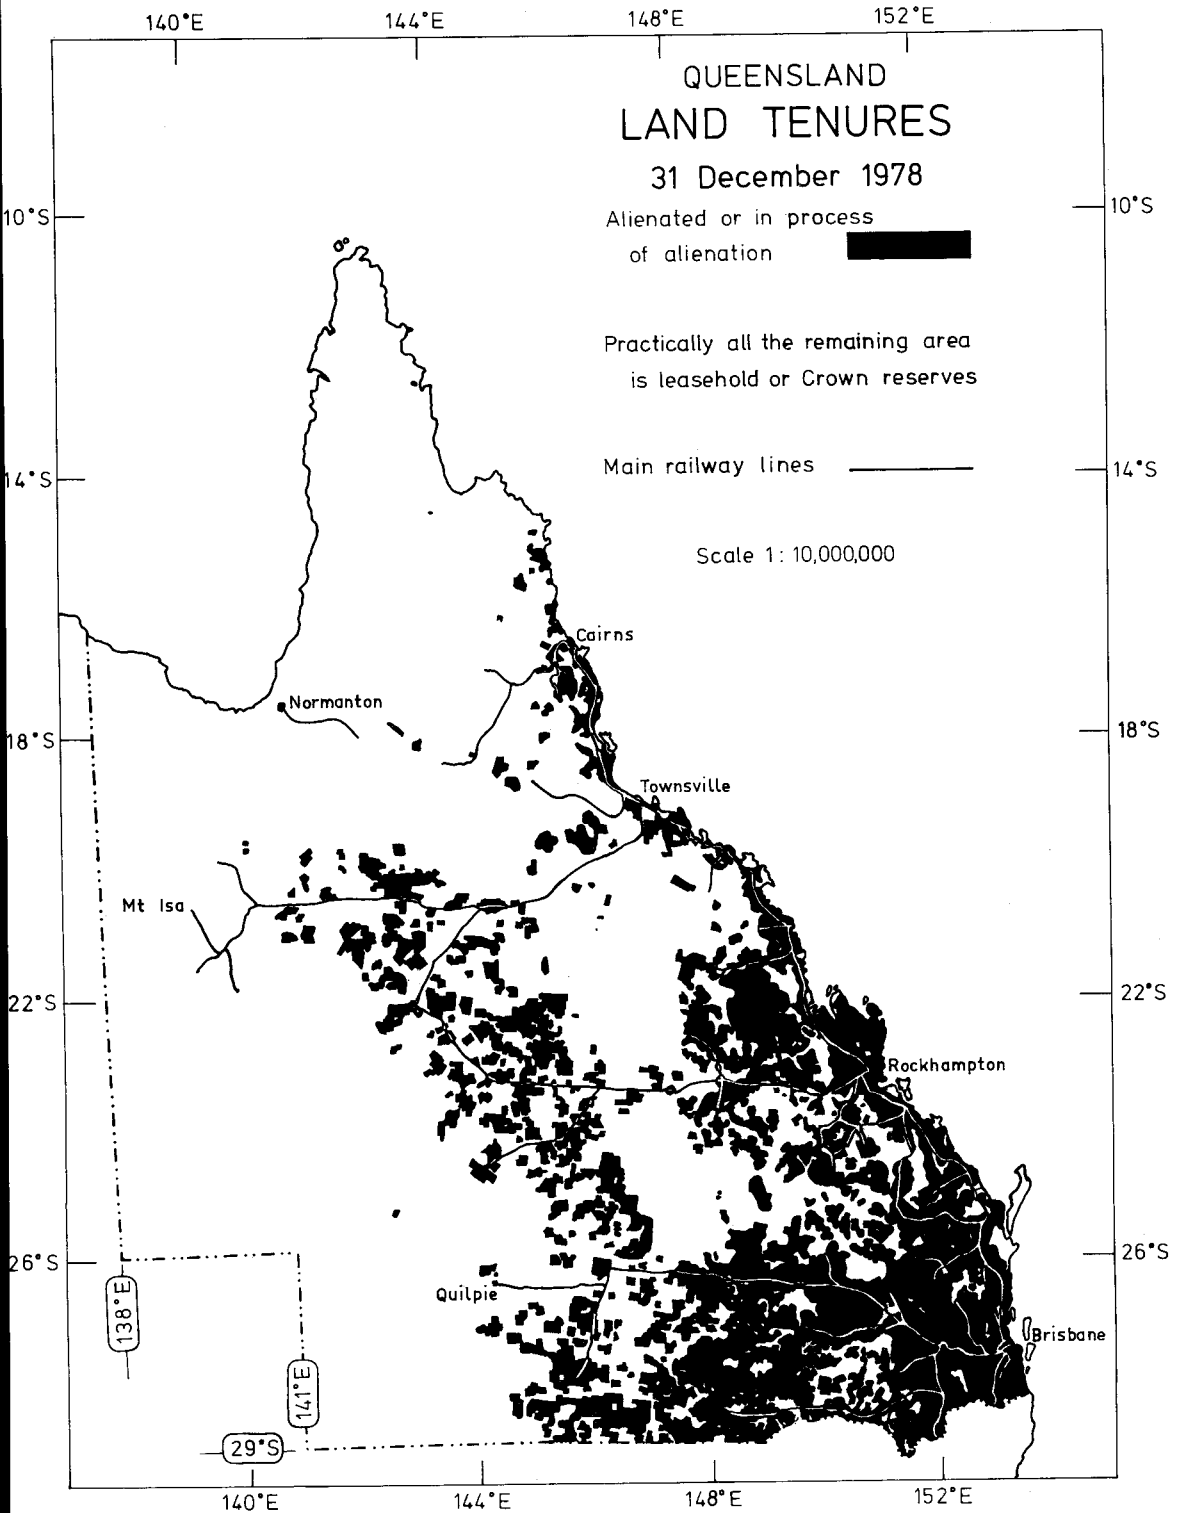 140°E 144°E 148°E 152°E
QUEENSLAND
LAND TENURES
31 December 1978
10°S 10°S
Alienated or in process
of alienation
Practically all the remaining area
is leasehold or Crown reserves
Main railway lines
14°S 14°S
Scale 1 : 10,000,000
Cairns
Normanton
18°S 18°S
Townsville
Mt Isa
22°S 22°S
Rockhampton
26°S 26°S
Quilpie
138°E
Brisbane
141°E
29°S
140°E 144°E 148°E 152°E